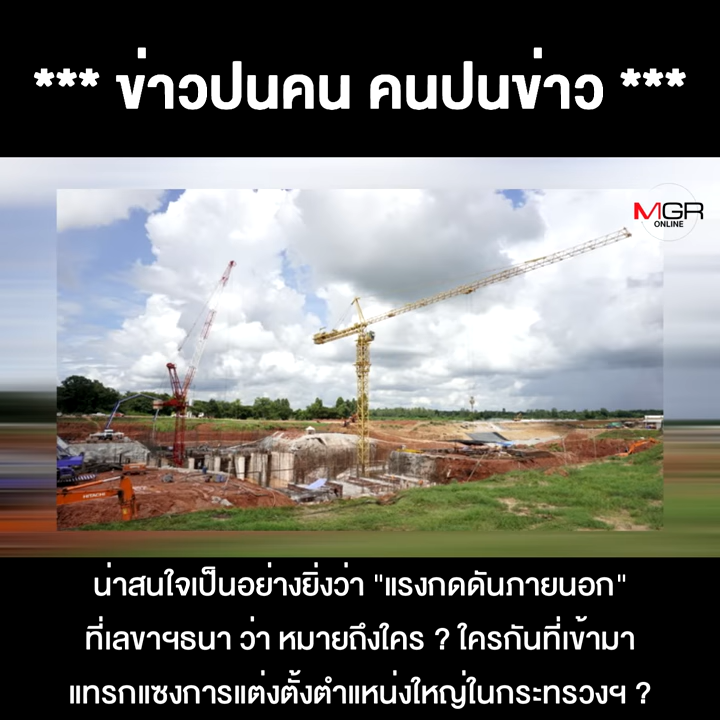 *** ข่าวปนคน คนปนข่าว ***
MGR
ONLINE
HITACHI
น่าสนใจเป็นอย่างยิ่งว่า "แรงกดดันภายนอก"
ที่เลขาฯธนา ว่า หมายถึงใคร ? ใครกันที่เข้ามา
แทรกแซงการแต่งตั้งตำแหน่งใหญ่ในกระทรวงฯ ?